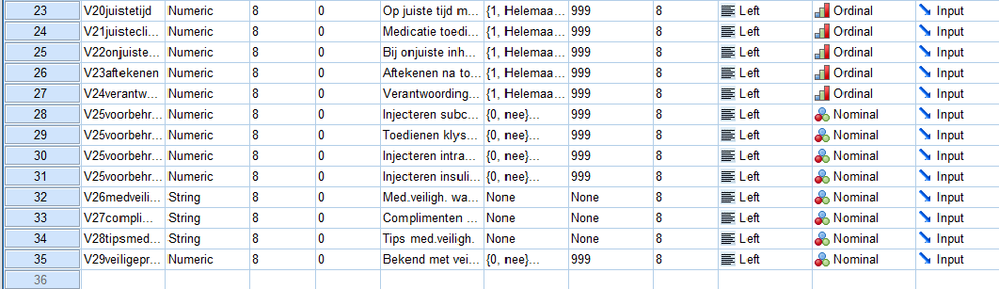 23 V20juistetijd Numeric 8 0 Op juiste tijd m... {1, Helemaa... 999 8 Left Ordinal Input
24 V21juistecli... Numeric 8 0 Medicatie toedi... {1, Helemaa... 999 8 Left Ordinal Input
25 V22onjuiste... Numeric 8 0 Bij onjuiste inh... {1, Helemaa... 999 8 Left Ordinal Input
26 V23aftekenen Numeric 8 0 Aftekenen na to... {1, Helemaa... 999 8 Left Ordinal Input
27 V24verantw... Numeric 8 0 Verantwoording... {1, Helemaa... 999 8 Left Ordinal Input
28 V25voorbehr... Numeric 8 0 Injecteren subc... {0, nee}... 999 8 Left Nominal Input
29 V25voorbehr... Numeric 8 0 Toedienen klys... {0, nee}... 999 8 Left Nominal Input
30 V25voorbehr... Numeric 8 0 Injecteren intra... {0, nee}... 999 8 Left Nominal Input
31 V25voorbehr... Numeric 8 0 Injecteren insuli... {0, nee}... 999 8 Left Nominal Input
32 V26medveili... String 8 0 Med.veiligh. wa... None None 8 Left Nominal Input
33 V27compli... String 8 0 Complimenten ... None None 8 Left Nominal Input
34 V28tipsmed... String 8 0 Tips med.veiligh. None None 8 Left Nominal Input
35 V29veiligepr... Numeric 8 0 Bekend met vei... {0, nee}... 999 8 Left Nominal Input
36